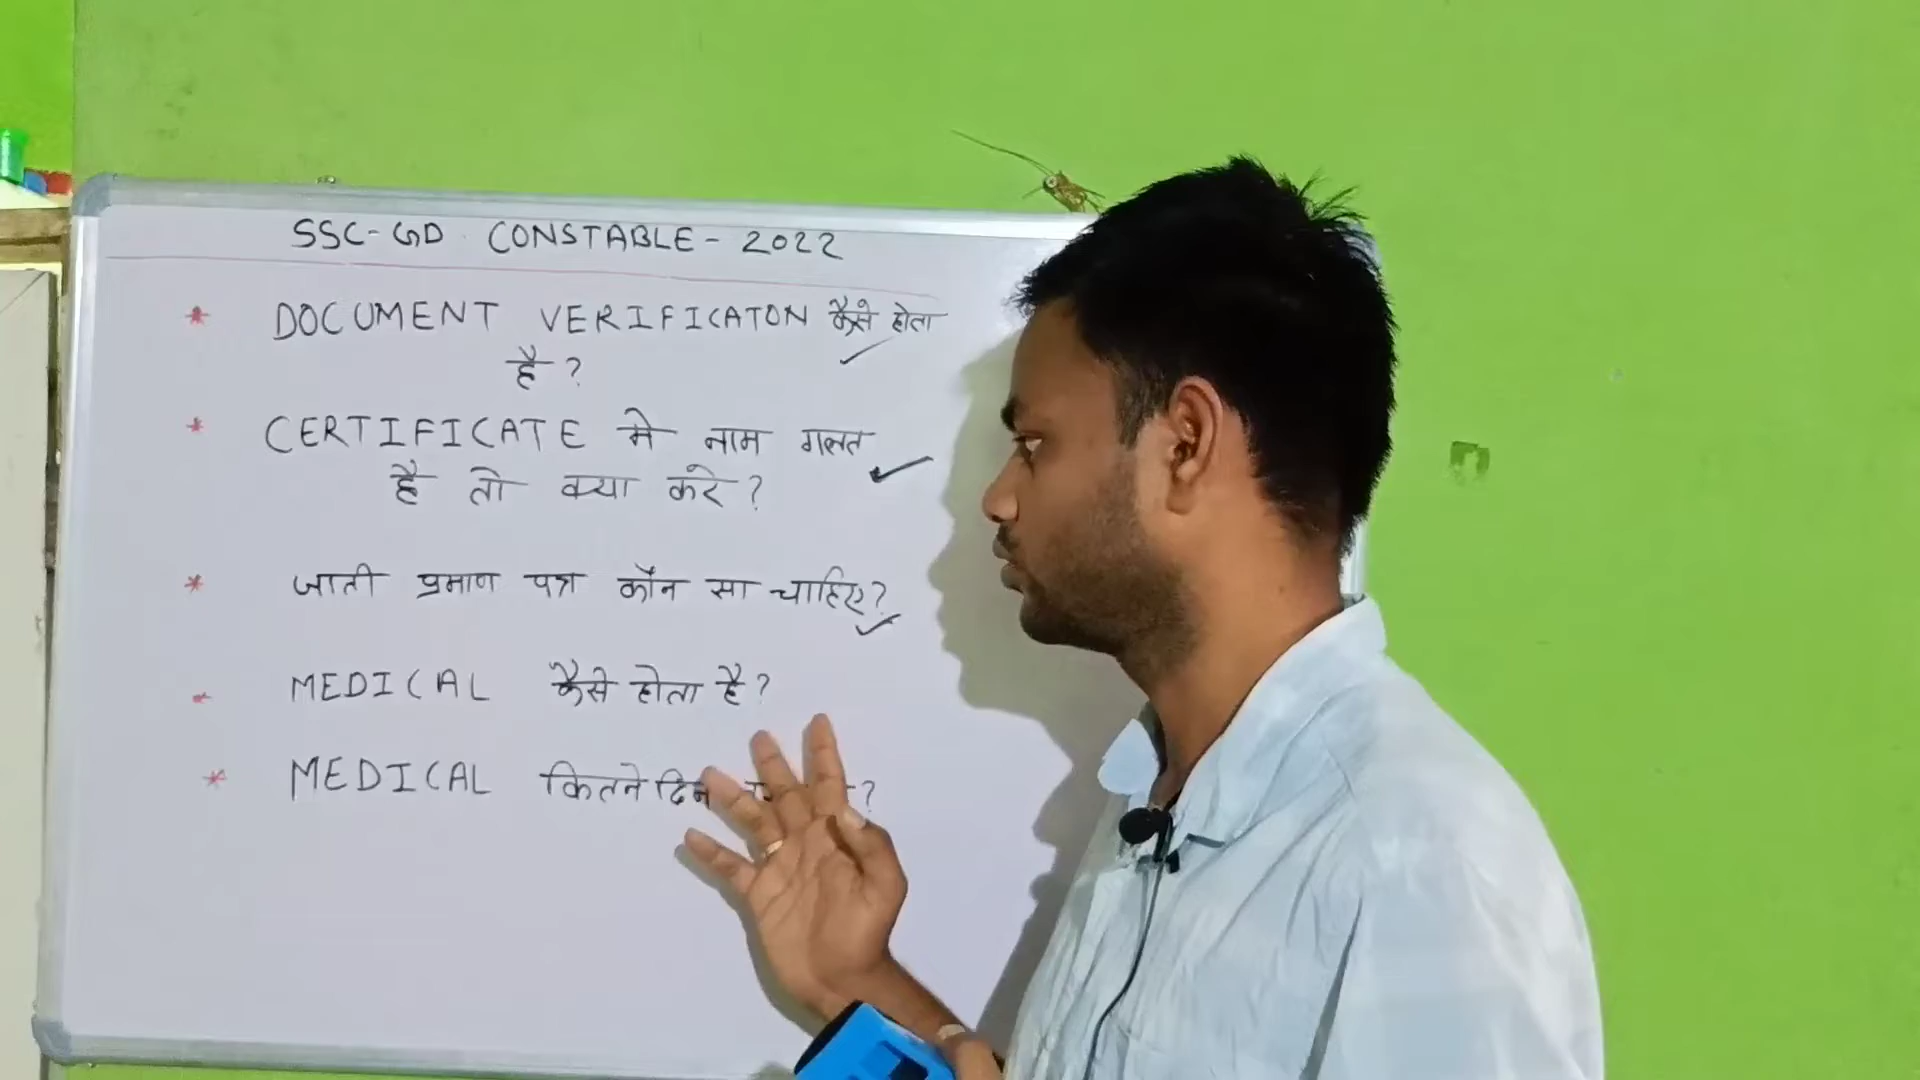 SSC-GD CONSTABLE - 2022
* DOCUMENT VERIFICATON कैसे होता
है ?
* CERTIFICATE मे नाम गलत
है तो क्या करे ?
* जाती प्रमाण पत्र कौन सा चाहिए ?
* MEDICAL कैसे होता है ?
* MEDICAL कितने दिन ?